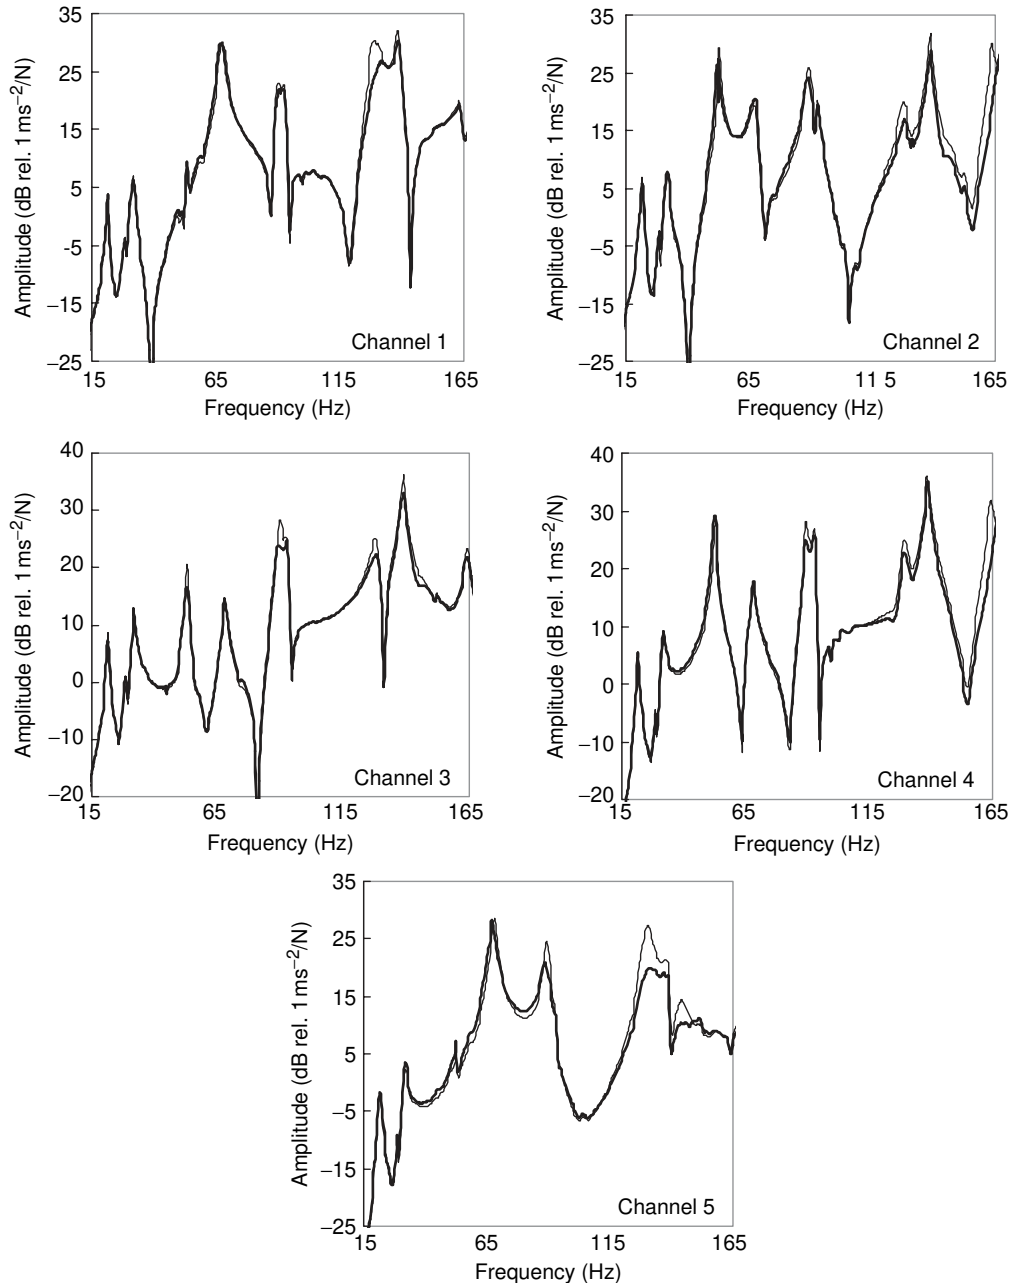 35
25
15
5
−5
−15
−25
Amplitude (dB rel. 1 ms−2/N)
Channel 1
15 65 115 165
Frequency (Hz)
35
25
15
5
−5
−15
−25
Amplitude (dB rel. 1 ms−2/N)
Channel 2
15 65 11 5 165
Frequency (Hz)
40
30
20
10
0
−10
−20
Amplitude (dB rel. 1 ms−2/N)
Channel 3
15 65 115 165
Frequency (Hz)
40
30
20
10
0
−10
−20
Amplitude (dB rel. 1 ms−2/N)
Channel 4
15 65 115 165
Frequency (Hz)
35
25
15
5
−5
−15
−25
Amplitude (dB rel. 1 ms−2/N)
Channel 5
15 65 115 165
Frequency (Hz)